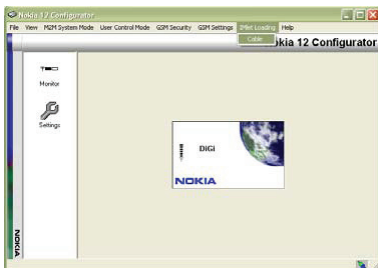 Nokia 12 Configurator
File View M2M System Mode User Control Mode GSM Security GSM Settings IMlet Loading Help
Cable
kia 12 Configurator
Monitor
Settings
DiGi
NOKIA
NOKIA